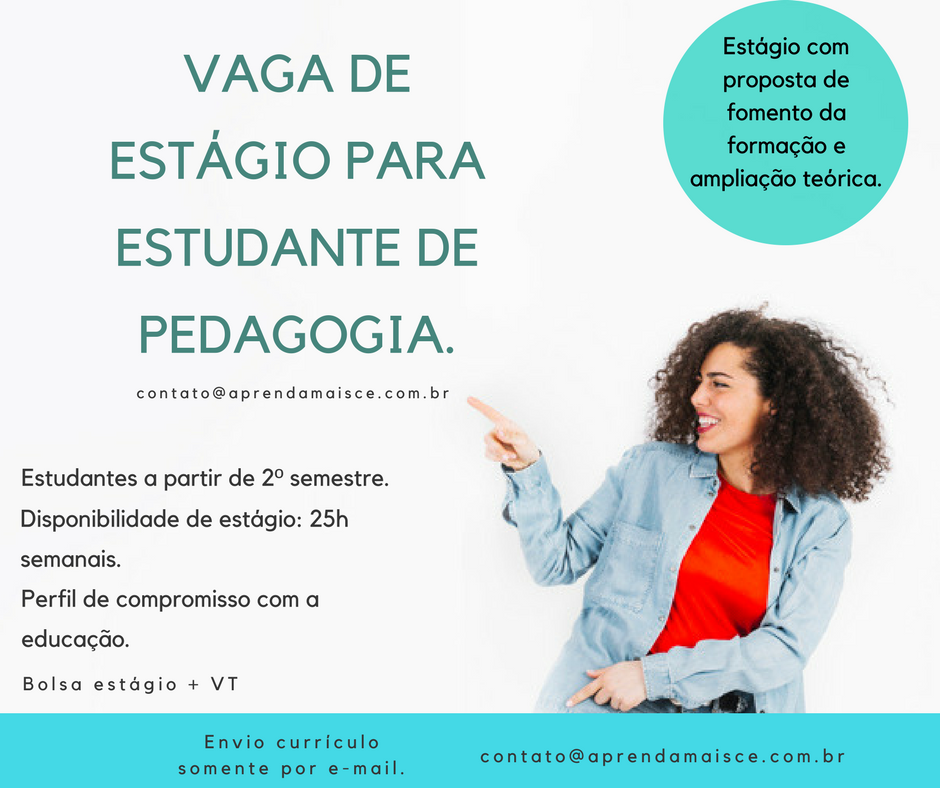 VAGA DE
ESTÁGIO PARA
ESTUDANTE DE
PEDAGOGIA.
contato@aprendamaisce.com.br
Estágio com
proposta de
fomento da
formação e
ampliação teórica.
Estudantes a partir de 2º semestre.
Disponibilidade de estágio: 25h
semanais.
Perfil de compromisso com a
educação.
Bolsa estágio + VT
Envio currículo
somente por e-mail.
contato@aprendamaisce.com.br